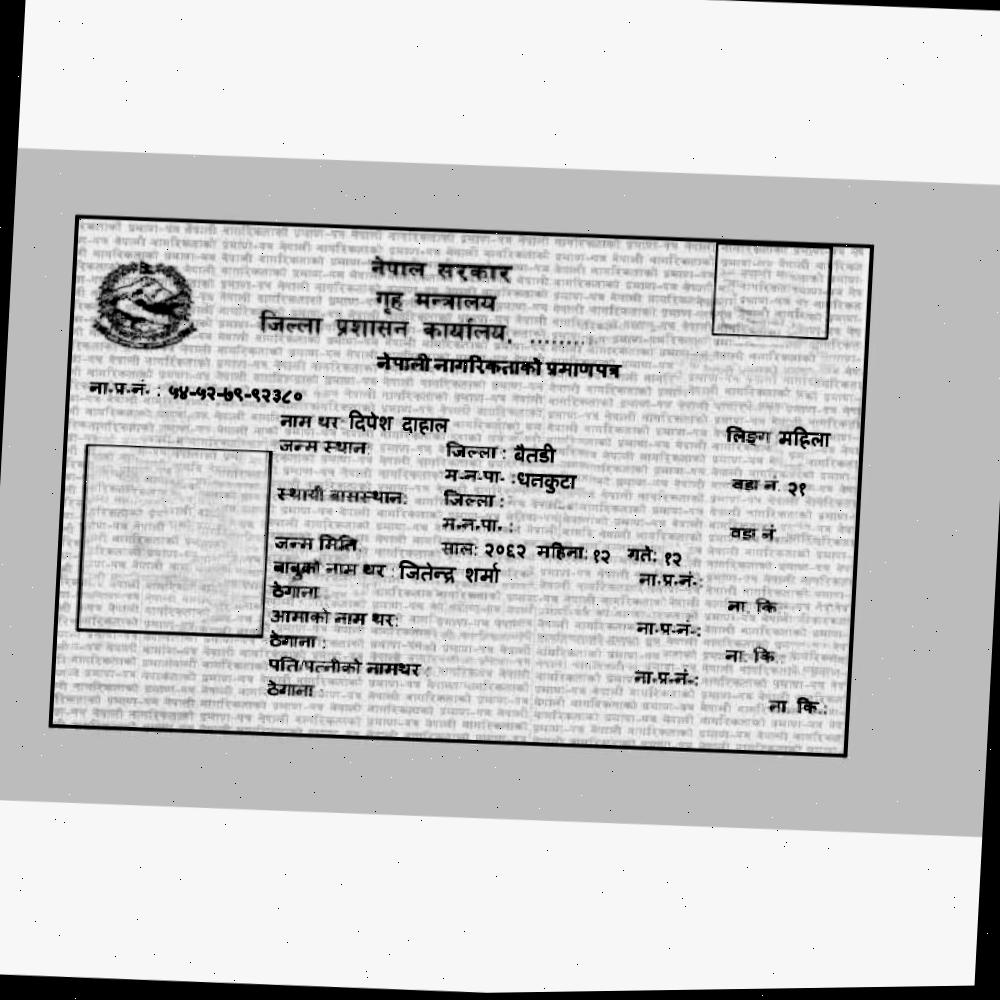 नेपाल सरकार
गृह मन्त्रालय
जिल्ला प्रशासन कार्यालय, ........
नेपाली नागरिकताको प्रमाणपत्र
ना.प्र.नं. : ५४-५२-७९-९२३८०
नाम थर दिपेश दाहाल लिङ्ग महिला
जन्म स्थान: जिल्ला : बैतडी
म.न.पा. :धनकुटा वडा नं. २१
स्थायी बासस्थान: जिल्ला :
म.न.पा. : वडा नं
जन्म मिति: साल: २०६२ महिना: १२ गते: १२
बाबुको नाम थर : जितेन्द्र शर्मा ना.प्र.नं.:
ठेगाना : ना. कि.:
आमाको नाम थर: ना.प्र.नं.:
ठेगाना : ना. कि.:
पति/पत्नीको नामथर : ना.प्र.नं.:
ठेगाना : ना. कि.: